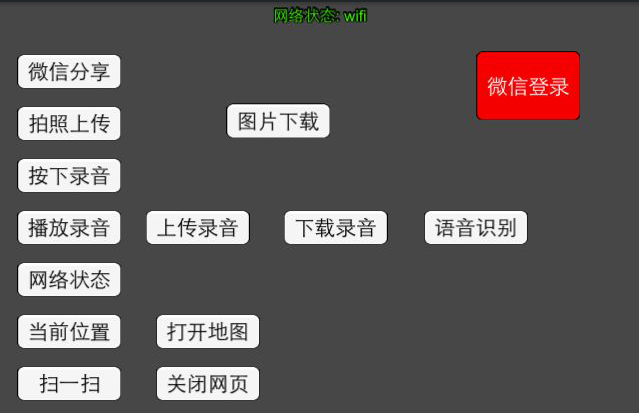 网络状态: wifi
微信分享
微信登录
拍照上传
图片下载
按下录音
播放录音
上传录音
下载录音
语音识别
网络状态
当前位置
打开地图
扫一扫
关闭网页